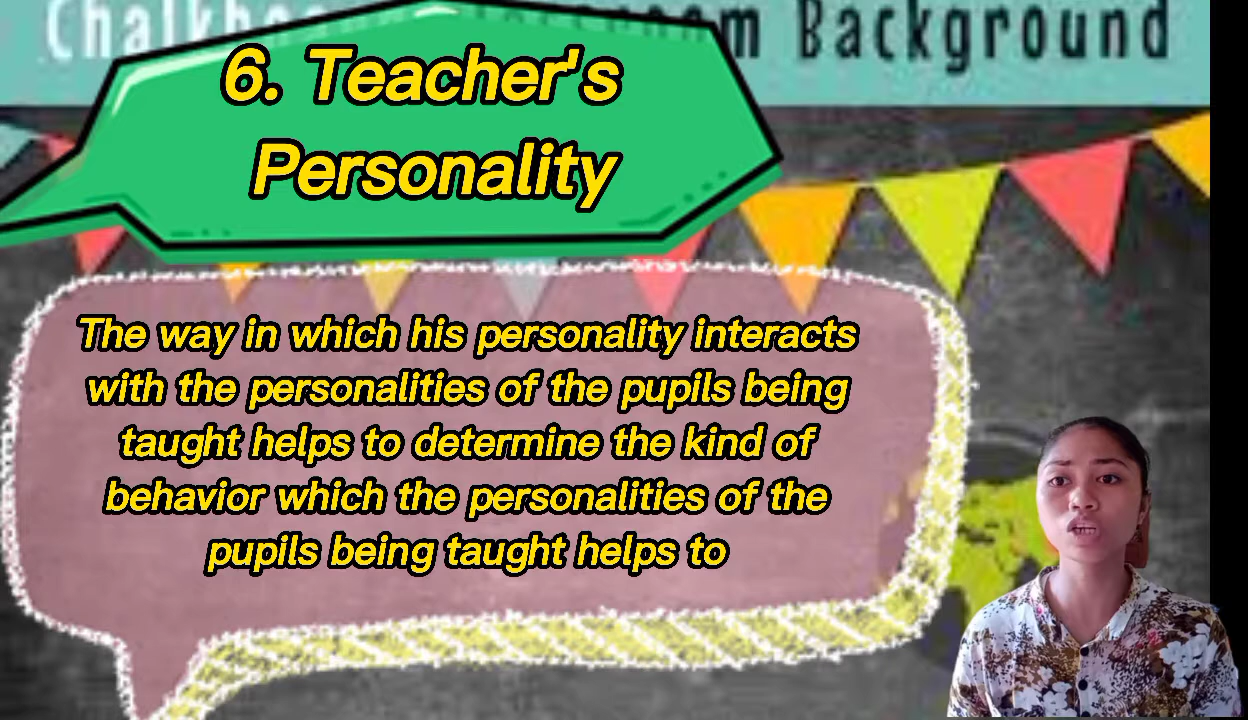 Background
6. Teacher's
Personality
The way in which his personality interacts
with the personalities of the pupils being
taught helps to determine the kind of
behavior which the personalities of the
pupils being taught helps to